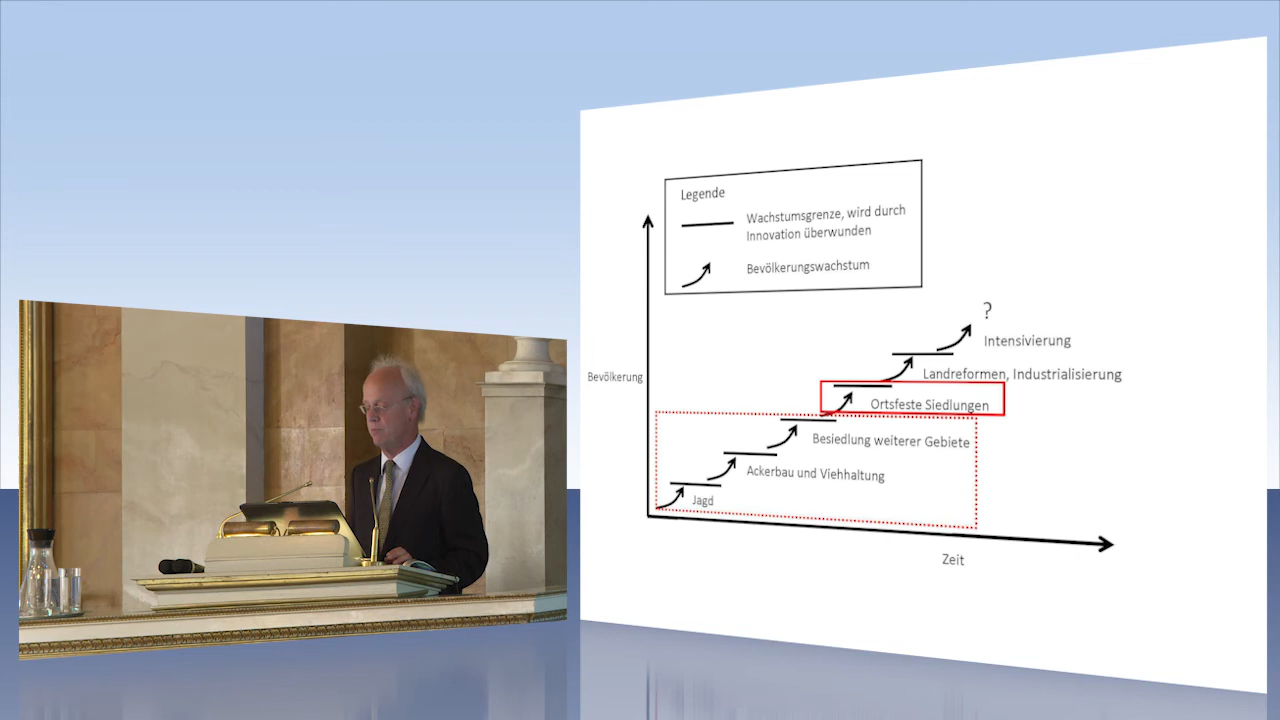 Legende
Wachstumsgrenze, wird durch
Innovation überwunden
Bevölkerungswachstum
?
Intensivierung
Landreformen, Industrialisierung
Bevölkerung
Ortsfeste Siedlungen
Besiedlung weiterer Gebiete
Ackerbau und Viehhaltung
Jagd
Zeit